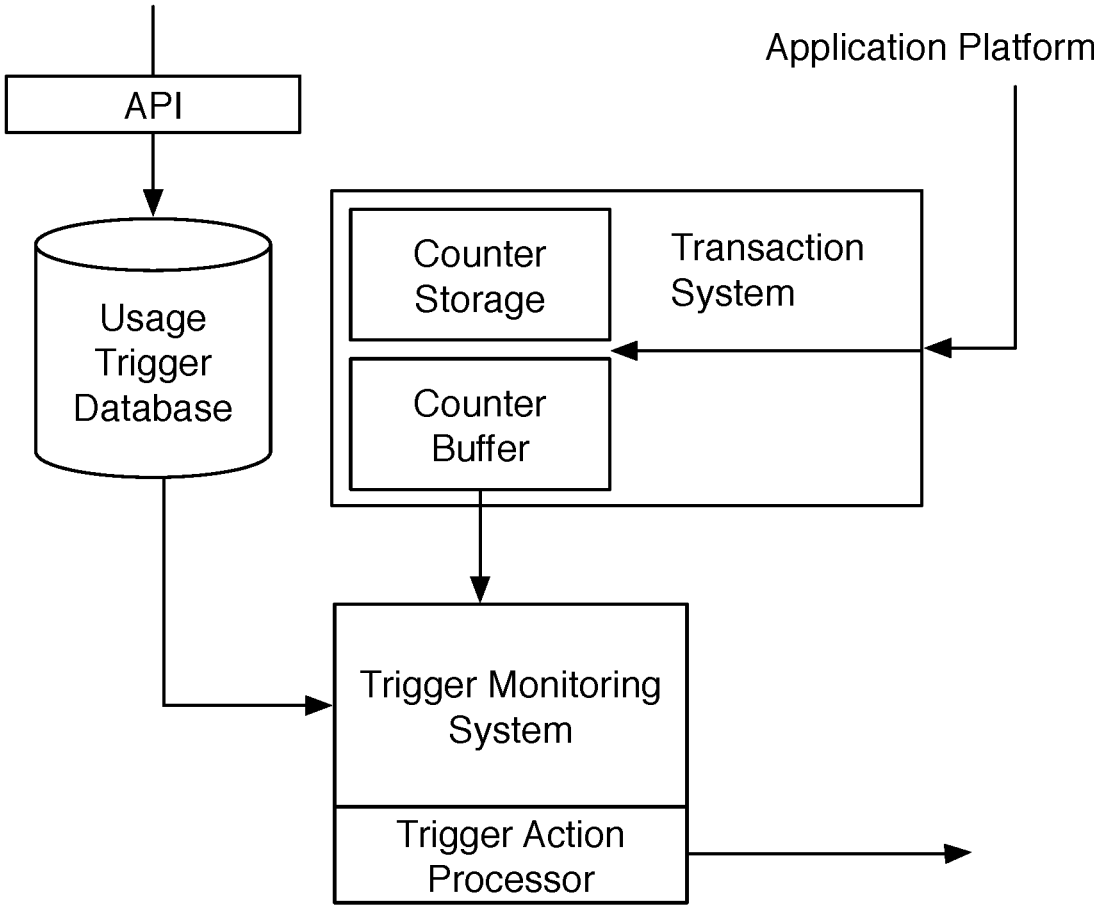 Application Platform
API
Counter
Storage
Transaction
System
Usage
Trigger
Database
Counter
Buffer
Trigger Monitoring
System
Trigger Action
Processor